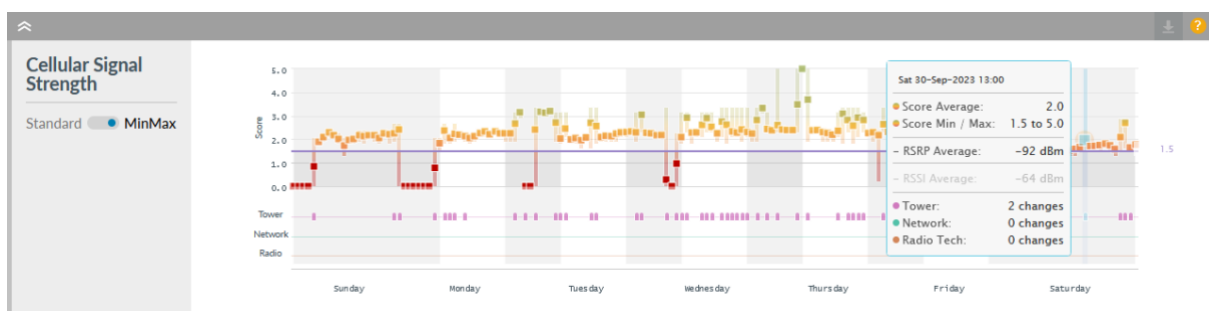 ?
Cellular Signal
Strength
Standard MinMax
Score
5.0
4.0
3.0
2.0
1.0
0.0
1.5
Tower
Network
Radio
Sunday Monday Tuesday Wednesday Thursday Friday Saturday
Sat 30-Sep-2023 13:00
Score Average: 2.0
Score Min / Max: 1.5 to 5.0
– RSRP Average: −92 dBm
– RSSI Average: −64 dBm
Tower: 2 changes
Network: 0 changes
Radio Tech: 0 changes